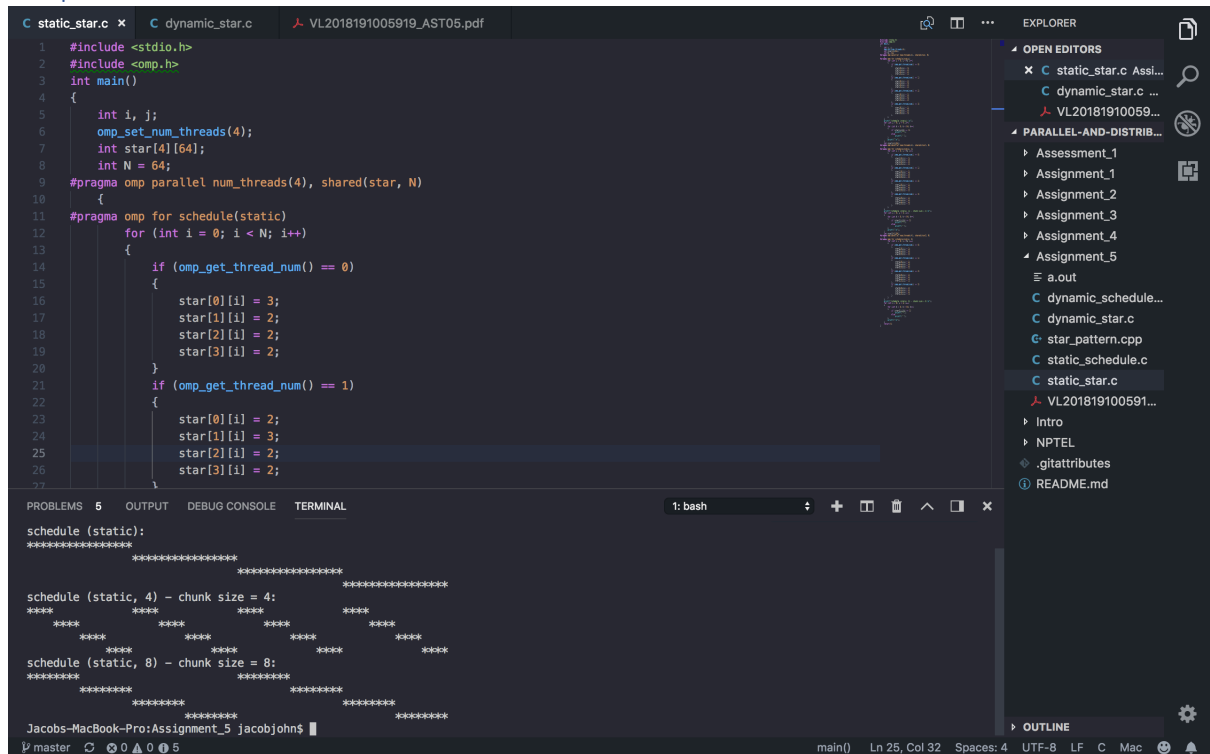 static_star.c × dynamic_star.c VL2018191005919_AST05.pdf
1 #include <stdio.h>
2 #include <omp.h>
3 int main()
4 {
5     int i, j;
6     omp_set_num_threads(4);
7     int star[4][64];
8     int N = 64;
9 #pragma omp parallel num_threads(4), shared(star, N)
10     {
11 #pragma omp for schedule(static)
12         for (int i = 0; i < N; i++)
13         {
14             if (omp_get_thread_num() == 0)
15             {
16                 star[0][i] = 3;
17                 star[1][i] = 2;
18                 star[2][i] = 2;
19                 star[3][i] = 2;
20             }
21             if (omp_get_thread_num() == 1)
22             {
23                 star[0][i] = 2;
24                 star[1][i] = 3;
25                 star[2][i] = 2;
26                 star[3][i] = 2;
27             }
PROBLEMS 5 OUTPUT DEBUG CONSOLE TERMINAL 1: bash
schedule (static):
****************
                ****************
                                ****************
                                                ****************
schedule (static, 4) – chunk size = 4:
****            ****            ****            ****
    ****            ****            ****            ****
        ****            ****            ****            ****
            ****            ****            ****            ****
schedule (static, 8) – chunk size = 8:
********                        ********
        ********                        ********
                ********                        ********
                        ********                        ********
Jacobs-MacBook-Pro:Assignment_5 jacobjohn$
EXPLORER
OPEN EDITORS
× C static_star.c Assi...
C dynamic_star.c ...
VL20181910059...
PARALLEL-AND-DISTRIB...
Assessment_1
Assignment_1
Assignment_2
Assignment_3
Assignment_4
Assignment_5
a.out
C dynamic_schedule...
C dynamic_star.c
star_pattern.cpp
C static_schedule.c
C static_star.c
VL201819100591...
Intro
NPTEL
.gitattributes
README.md
OUTLINE
master 0 0 5 main() Ln 25, Col 32 Spaces: 4 UTF-8 LF C Mac